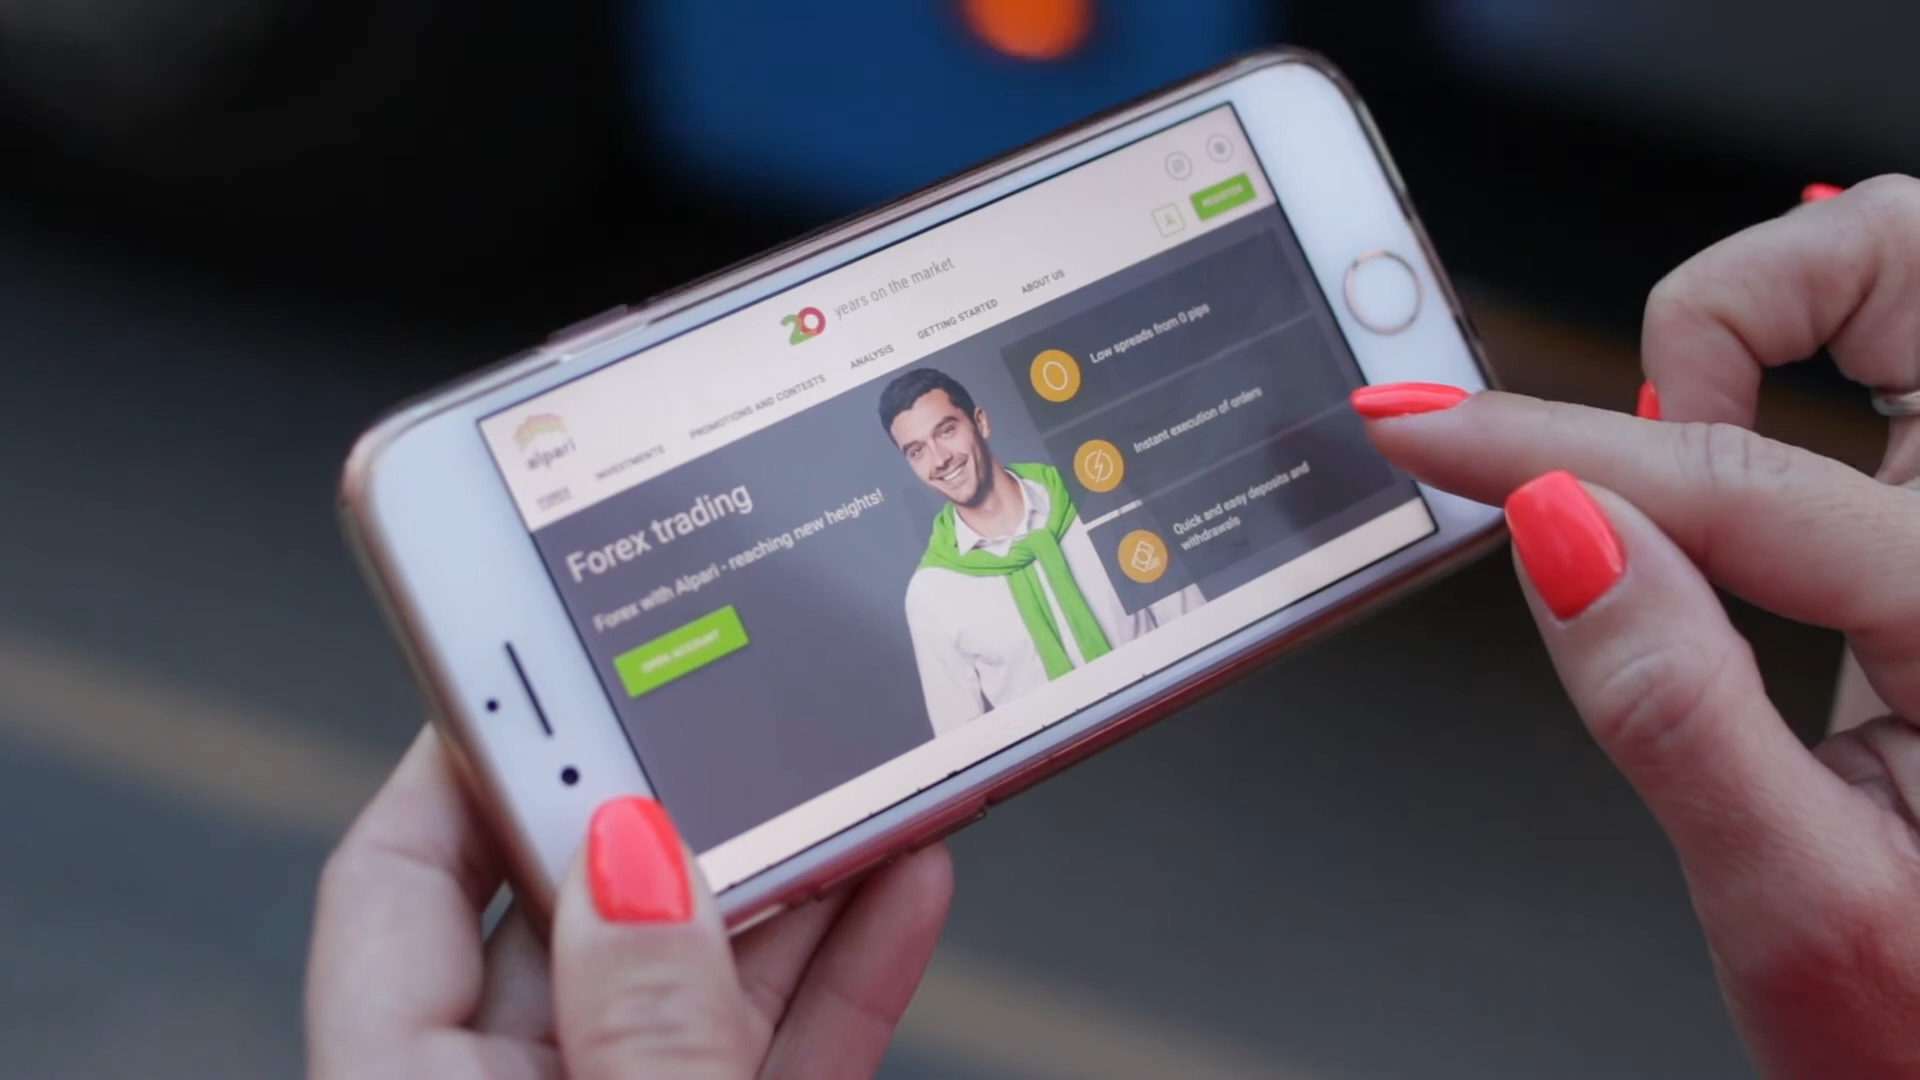 20 years on the market
REGISTER
alpari
FOREX
INVESTMENTS
PROMOTIONS AND CONTESTS
ANALYSIS
GETTING STARTED
ABOUT US
Forex trading
Forex with Alpari - reaching new heights!
OPEN ACCOUNT
Low spreads from 0 pips
Instant execution of orders
Quick and easy deposits and
withdrawals